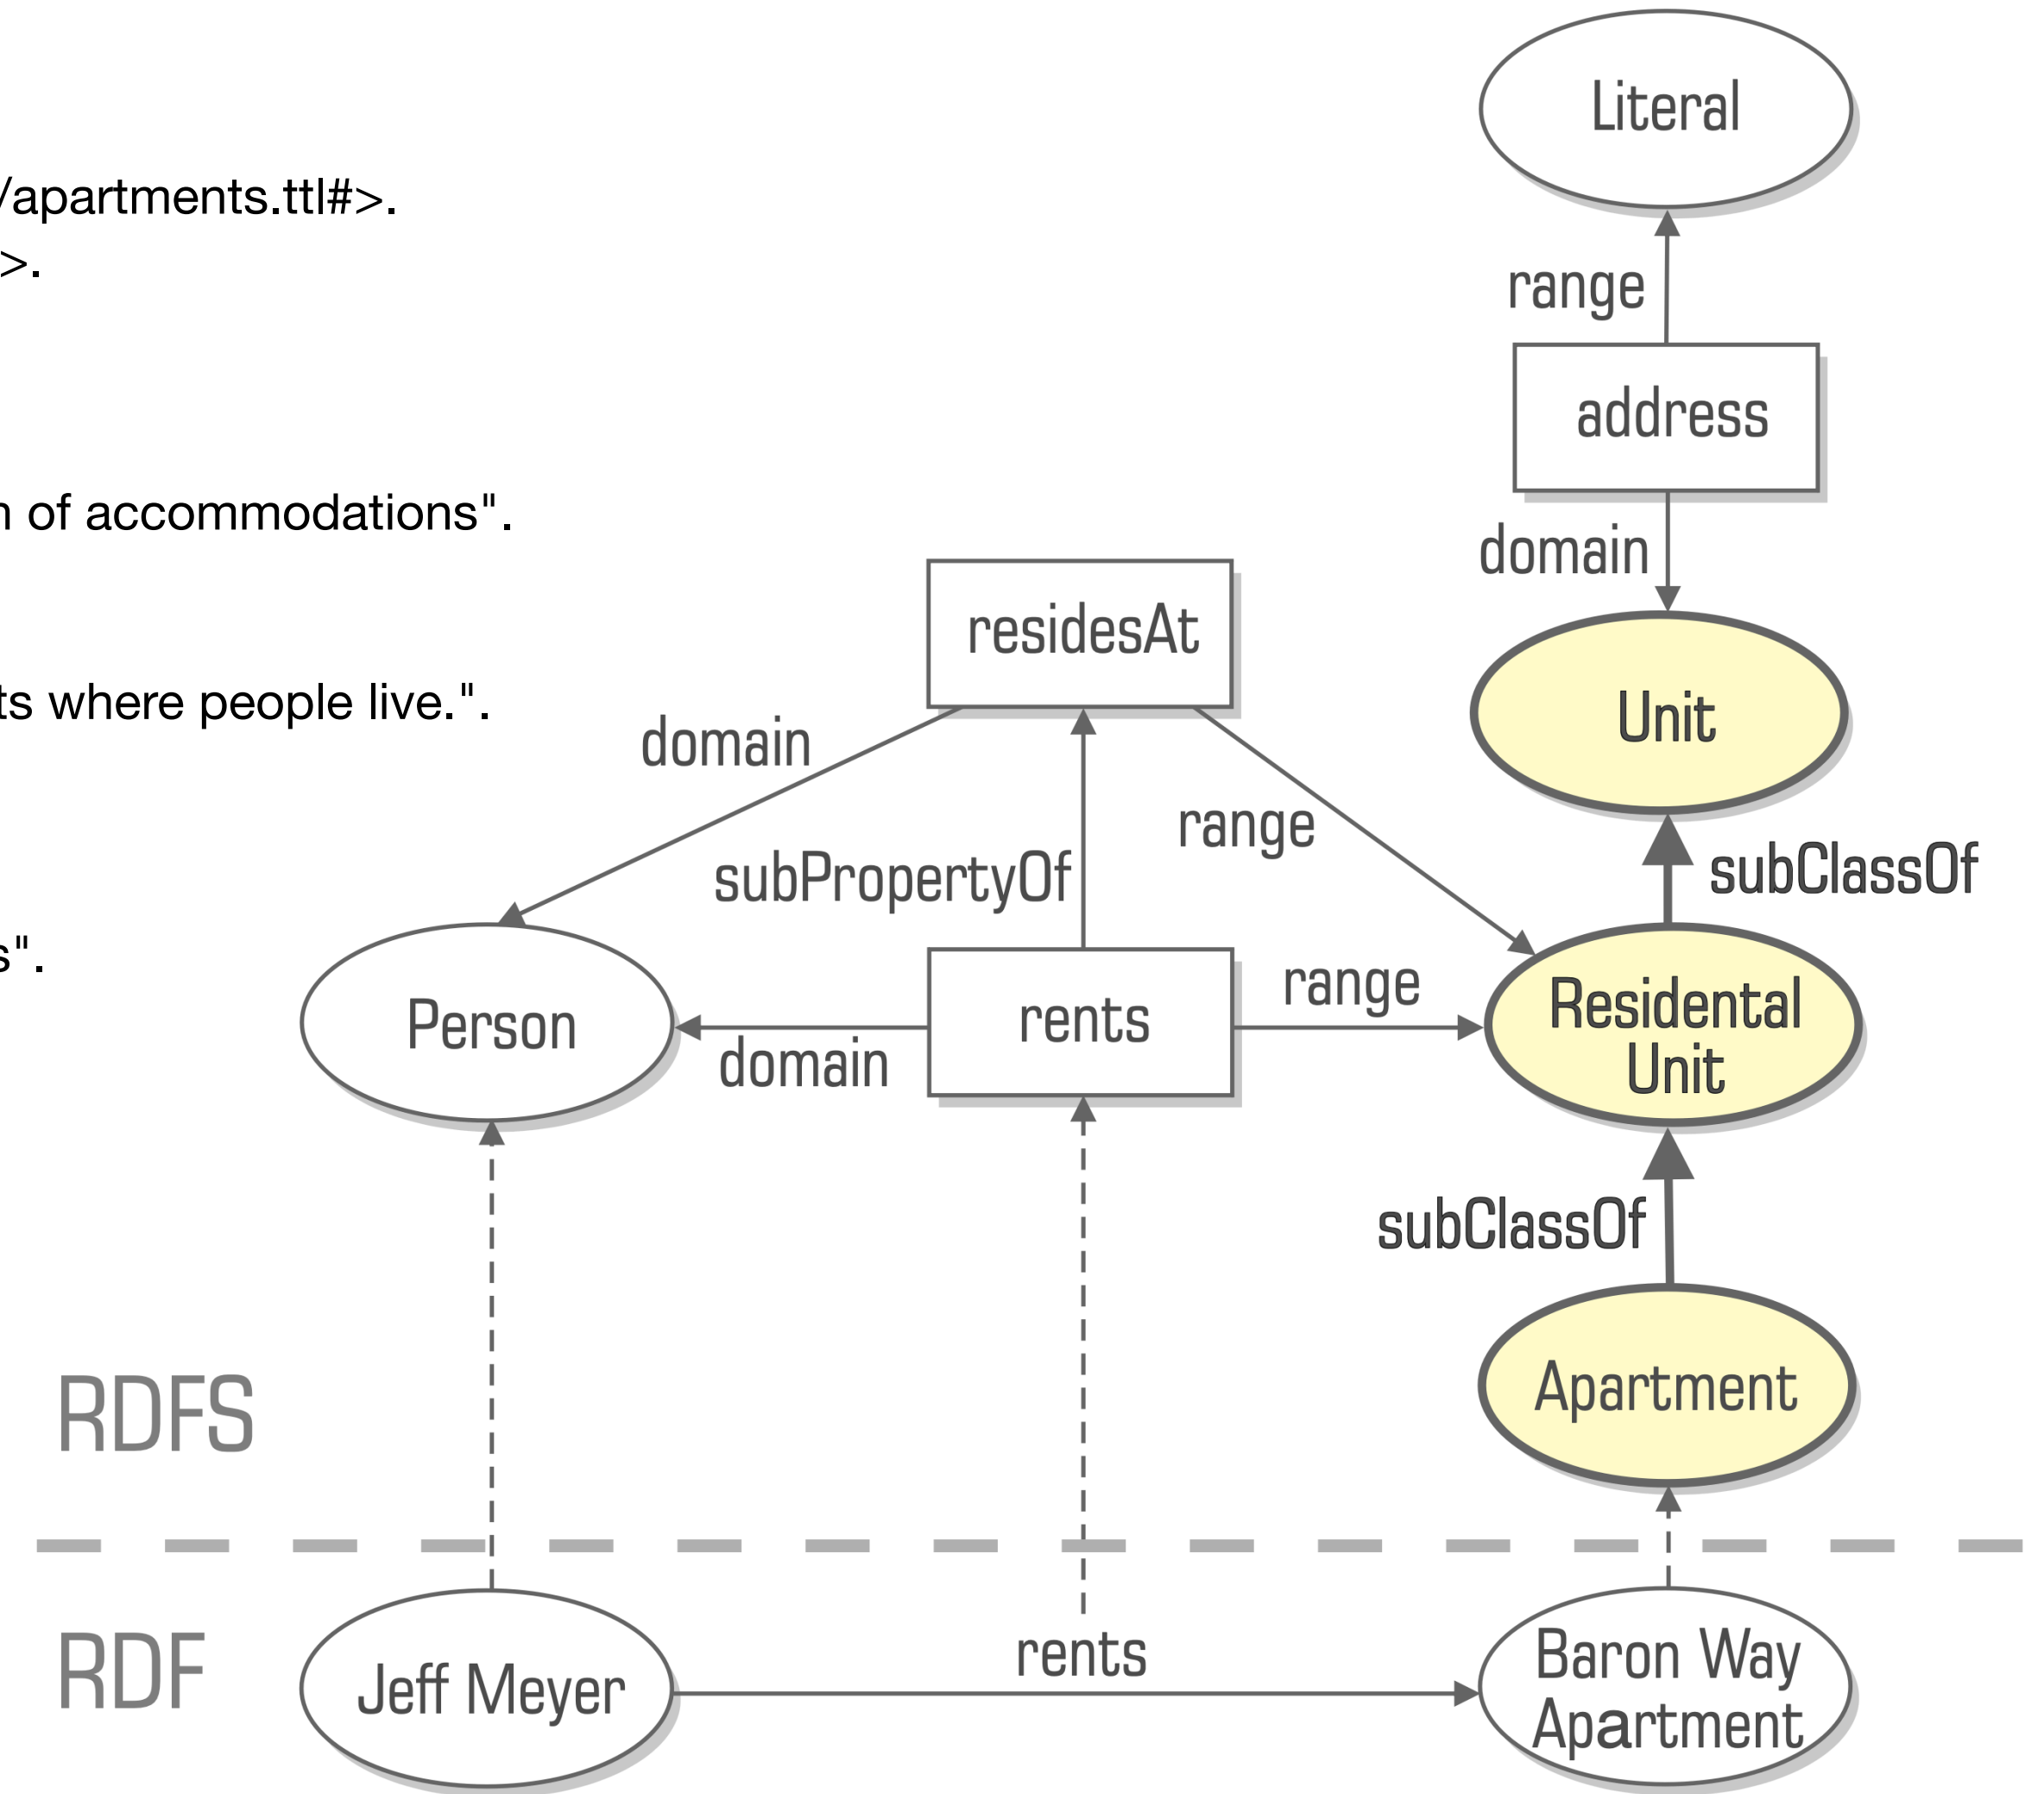 /apartments.ttl#>.
>.
n of accommodations".
ts where people live.".
s".
Literal
range
address
domain
residesAt
Unit
domain
range
subPropertyOf
subClassOf
Person
domain
rents
range
Residental
Unit
subClassOf
Apartment
RDFS
RDF
Jeff Meyer
rents
Baron Way
Apartment